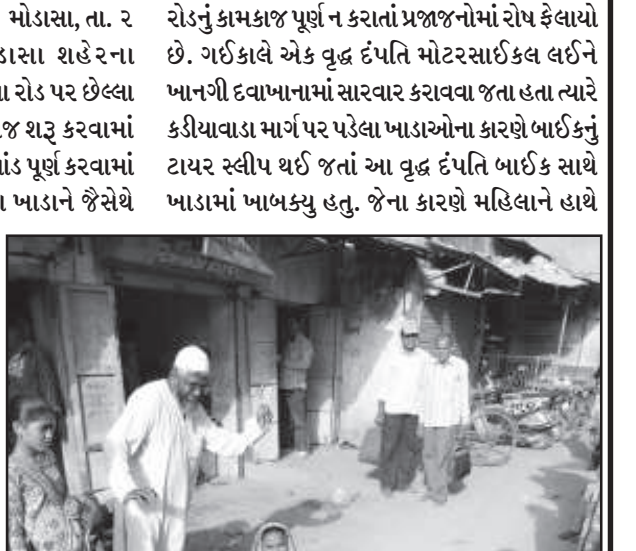 મોડાસા, તા. ર
ડાસા શહેરના
ા રોડ પર છેલ્લા
જ શરૂ કરવામાં
ાંડ પૂર્ણ કરવામાં
ા ખાડાને જૈસેથે
રોડનું કામકાજ પૂર્ણ ન કરાતાં પ્રજાજનોમાં રોષ ફેલાયો
છે. ગઈકાલે એક વૃદ્ધ દંપતિ મોટરસાઈકલ લઈને
ખાનગી દવાખાનામાં સારવાર કરાવવા જતા હતા ત્યારે
કડીયાવાડા માર્ગ પર પડેલા ખાડાઓના કારણે બાઈકનું
ટાયર સ્લીપ થઈ જતાં આ વૃદ્ધ દંપતિ બાઈક સાથે
ખાડામાં ખાબક્યુ હતુ. જેના કારણે મહિલાને હાથે